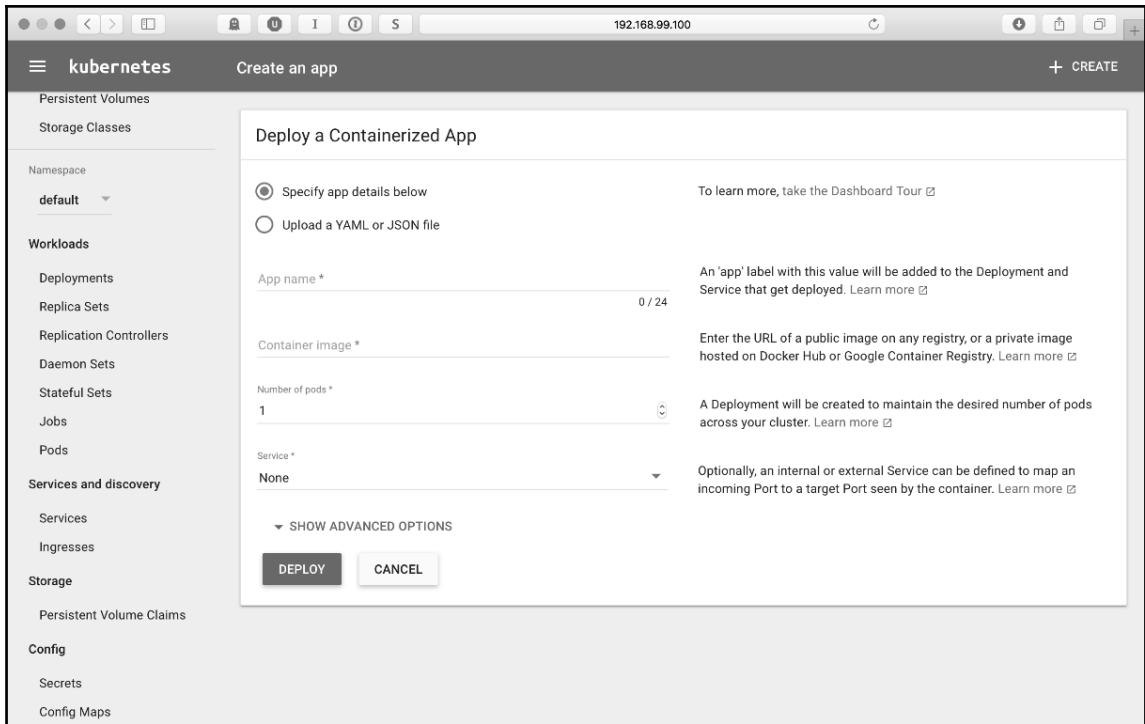 192.168.99.100
kubernetes
Create an app
+ CREATE
Persistent Volumes
Storage Classes
Namespace
default
Workloads
Deployments
Replica Sets
Replication Controllers
Daemon Sets
Stateful Sets
Jobs
Pods
Services and discovery
Services
Ingresses
Storage
Persistent Volume Claims
Config
Secrets
Config Maps
Deploy a Containerized App
Specify app details below
To learn more, take the Dashboard Tour
Upload a YAML or JSON file
App name *
0 / 24
An 'app' label with this value will be added to the Deployment and
Service that get deployed. Learn more
Container image *
Enter the URL of a public image on any registry, or a private image
hosted on Docker Hub or Google Container Registry. Learn more
Number of pods *
1
A Deployment will be created to maintain the desired number of pods
across your cluster. Learn more
Service *
None
Optionally, an internal or external Service can be defined to map an
incoming Port to a target Port seen by the container. Learn more
SHOW ADVANCED OPTIONS
DEPLOY
CANCEL